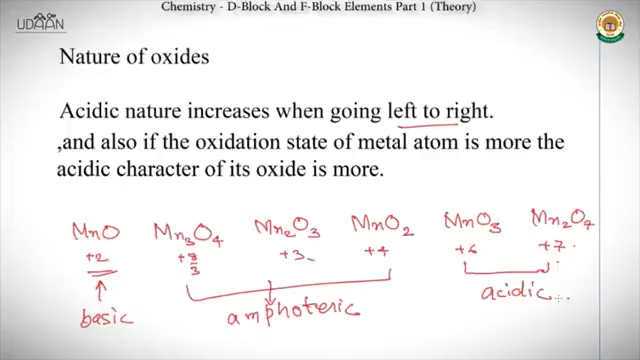 Chemistry - D-Block And F-Block Elements Part 1 (Theory)
UDAAN
Nature of oxides
Acidic nature increases when going left to right.
,and also if the oxidation state of metal atom is more the
acidic character of its oxide is more.
MnO Mn₃O₄ Mn₂O₃ MnO₂ MnO₃ Mn₂O₇
+2 +8/3 +3 +4 +6 +7
basic amphoteric acidic